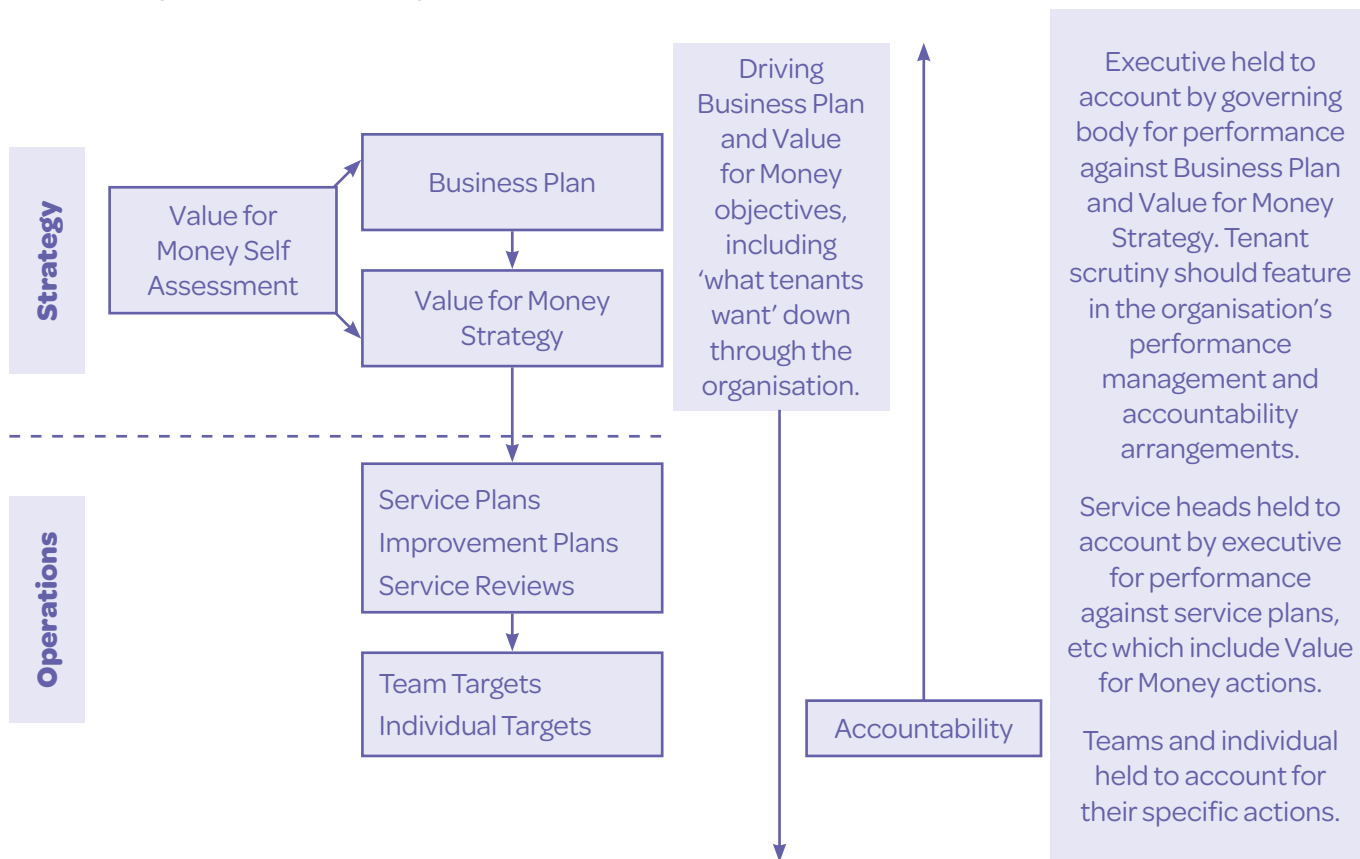 Strategy
Value for
Money Self
Assessment
Business Plan
Value for Money
Strategy
Driving
Business Plan
and Value
for Money
objectives,
including
‘what tenants
want’ down
through the
organisation.
Operations
Service Plans
Improvement Plans
Service Reviews
Team Targets
Individual Targets
Accountability
Executive held to
account by governing
body for performance
against Business Plan
and Value for Money
Strategy. Tenant
scrutiny should feature
in the organisation’s
performance
management and
accountability
arrangements.
Service heads held to
account by executive
for performance
against service plans,
etc which include Value
for Money actions.
Teams and individual
held to account for
their specific actions.